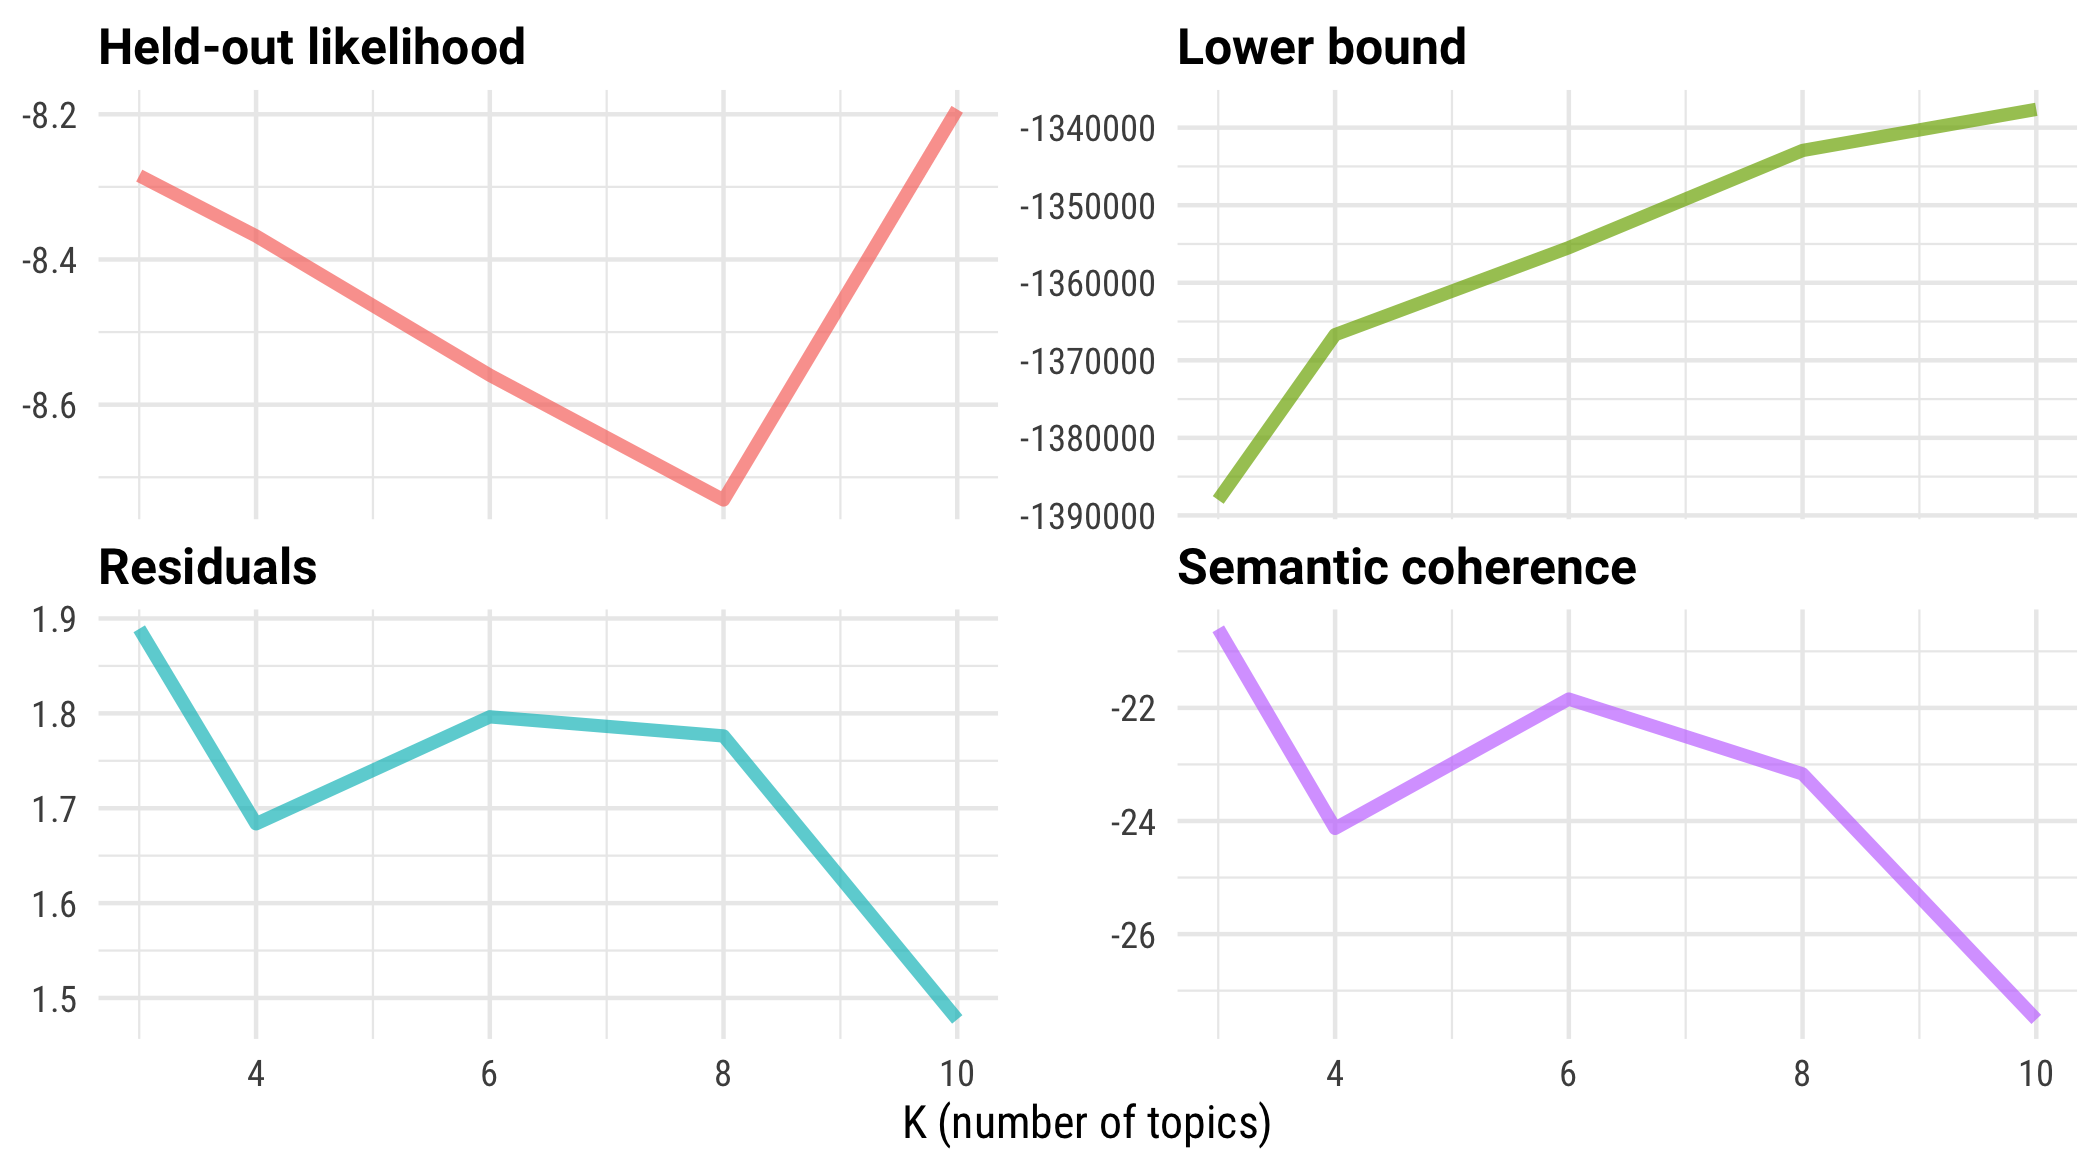 Held-out likelihood
-8.2
-8.4
-8.6
Lower bound
-1340000
-1350000
-1360000
-1370000
-1380000
-1390000
Residuals
1.9
1.8
1.7
1.6
1.5
4 6 8 10
Semantic coherence
-22
-24
-26
4 6 8 10
K (number of topics)